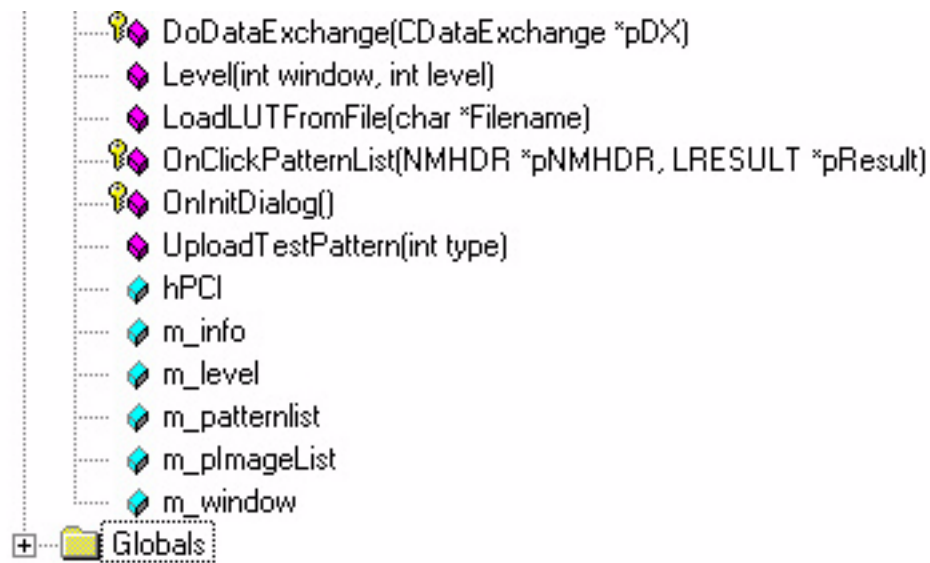 DoDataExchange(CDataExchange *pDX)
Level(int window, int level)
LoadLUTFromFile(char *Filename)
OnClickPatternList(NMHDR *pNMHDR, LRESULT *pResult)
OnInitDialog()
UploadTestPattern(int type)
hPCI
m_info
m_level
m_patternlist
m_pImageList
m_window
Globals